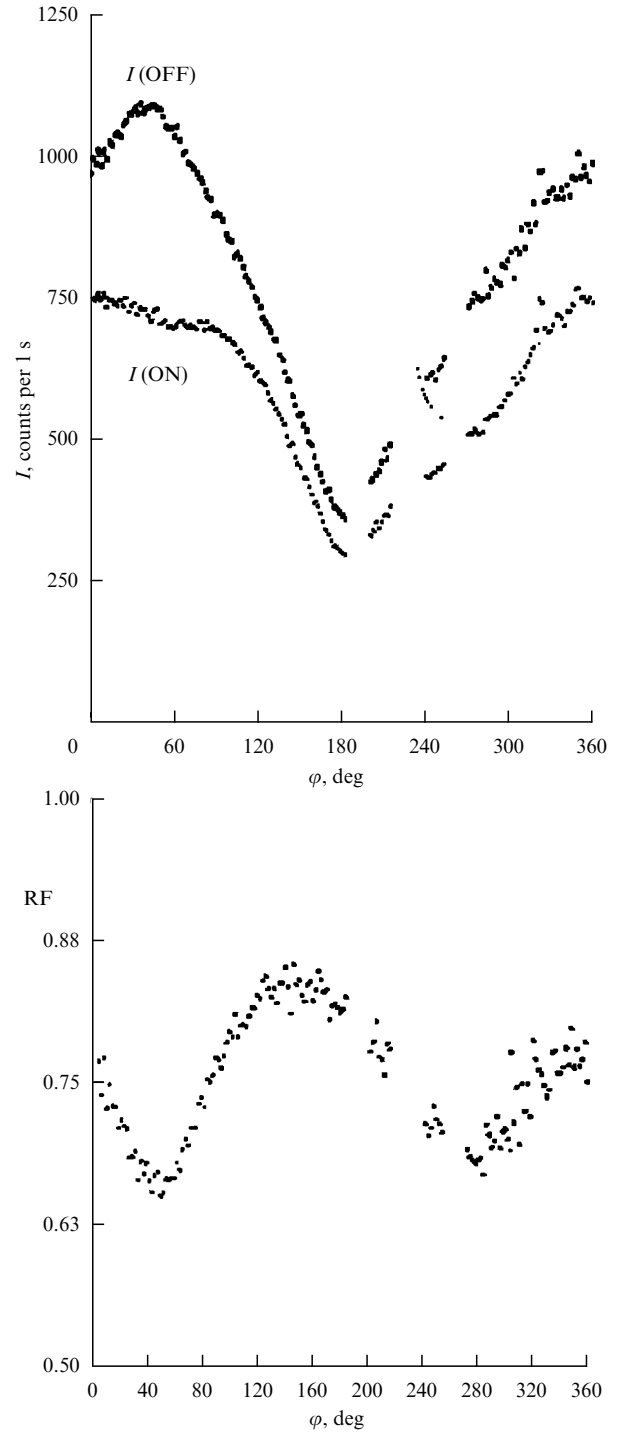 1250
I (OFF)
1000
750
I (ON)
I, counts per 1 s
500
250
0 60 120 180 240 300 360
φ, deg
1.00
RF
0.88
0.75
0.63
0.50
0 40 80 120 160 200 240 280 320 360
φ, deg